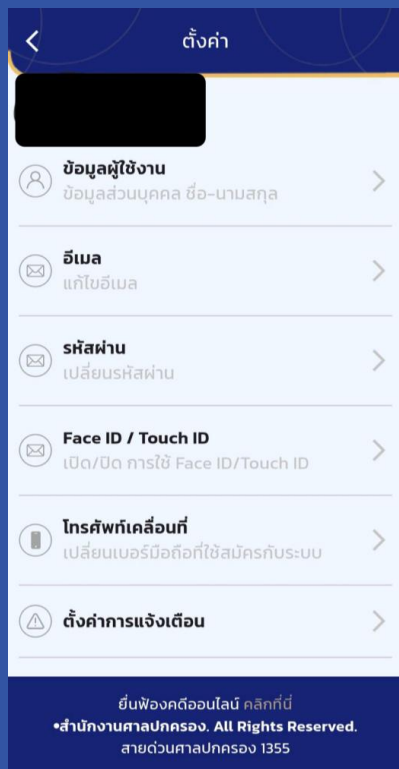 ตั้งค่า
ข้อมูลผู้ใช้งาน
ข้อมูลส่วนบุคคล ชื่อ-นามสกุล
อีเมล
แก้ไขอีเมล
รหัสผ่าน
เปลี่ยนรหัสผ่าน
Face ID / Touch ID
เปิด/ปิด การใช้ Face ID/Touch ID
โทรศัพท์เคลื่อนที่
เปลี่ยนเบอร์มือถือที่ใช้สมัครกับระบบ
ตั้งค่าการแจ้งเตือน
ยื่นฟ้องคดีออนไลน์ คลิกที่นี่
•สำนักงานศาลปกครอง. All Rights Reserved.
สายด่วนศาลปกครอง 1355